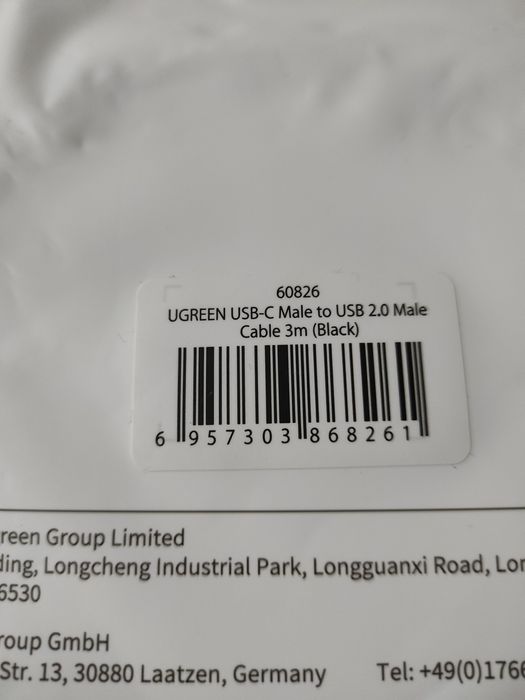 60826
UGREEN USB-C Male to USB 2.0 Male
Cable 3m (Black)
6 957303 868261
reen Group Limited
ding, Longcheng Industrial Park, Longguanxi Road, Lon
6530
roup GmbH
Str. 13, 30880 Laatzen, Germany Tel: +49(0)1766